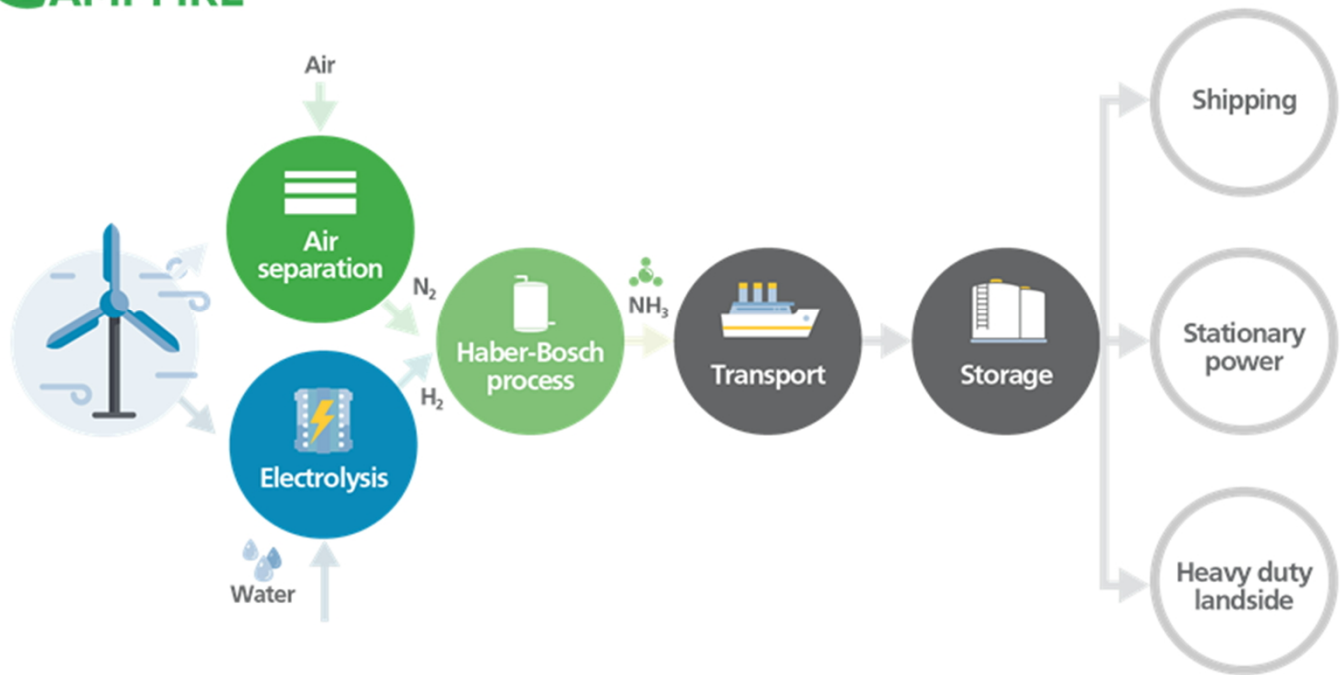 Air
Air
separation
N₂
Haber-Bosch
process
NH₃
Transport
Storage
Electrolysis
H₂
Water
Shipping
Stationary
power
Heavy duty
landside